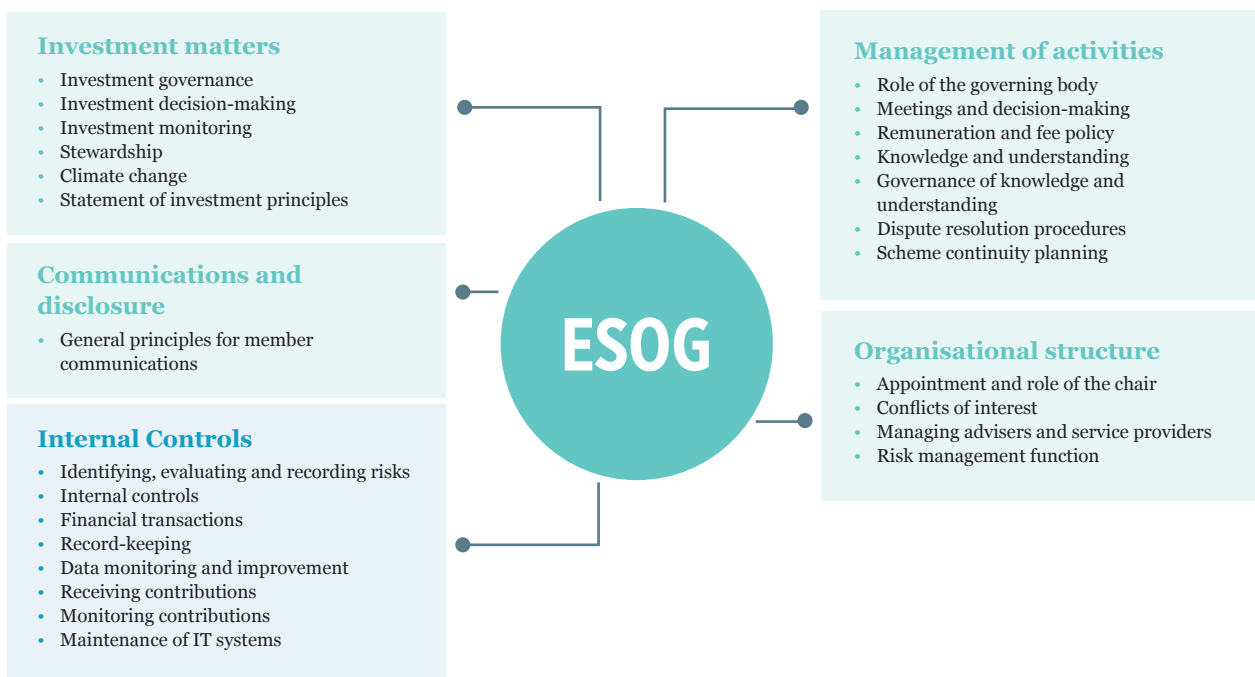 Investment matters
• Investment governance
• Investment decision-making
• Investment monitoring
• Stewardship
• Climate change
• Statement of investment principles
Communications and
disclosure
• General principles for member
communications
Internal Controls
• Identifying, evaluating and recording risks
• Internal controls
• Financial transactions
• Record-keeping
• Data monitoring and improvement
• Receiving contributions
• Monitoring contributions
• Maintenance of IT systems
ESOG
Management of activities
• Role of the governing body
• Meetings and decision-making
• Remuneration and fee policy
• Knowledge and understanding
• Governance of knowledge and
understanding
• Dispute resolution procedures
• Scheme continuity planning
Organisational structure
• Appointment and role of the chair
• Conflicts of interest
• Managing advisers and service providers
• Risk management function